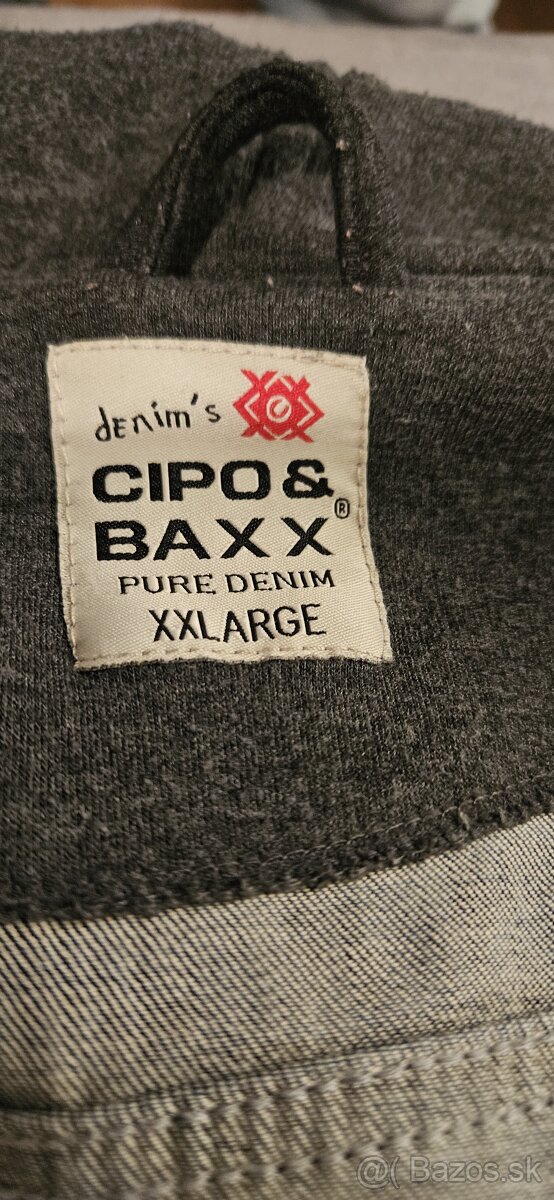 denim's
CIPO &
BAXX®
PURE DENIM
XXLARGE
@( Bazos.sk